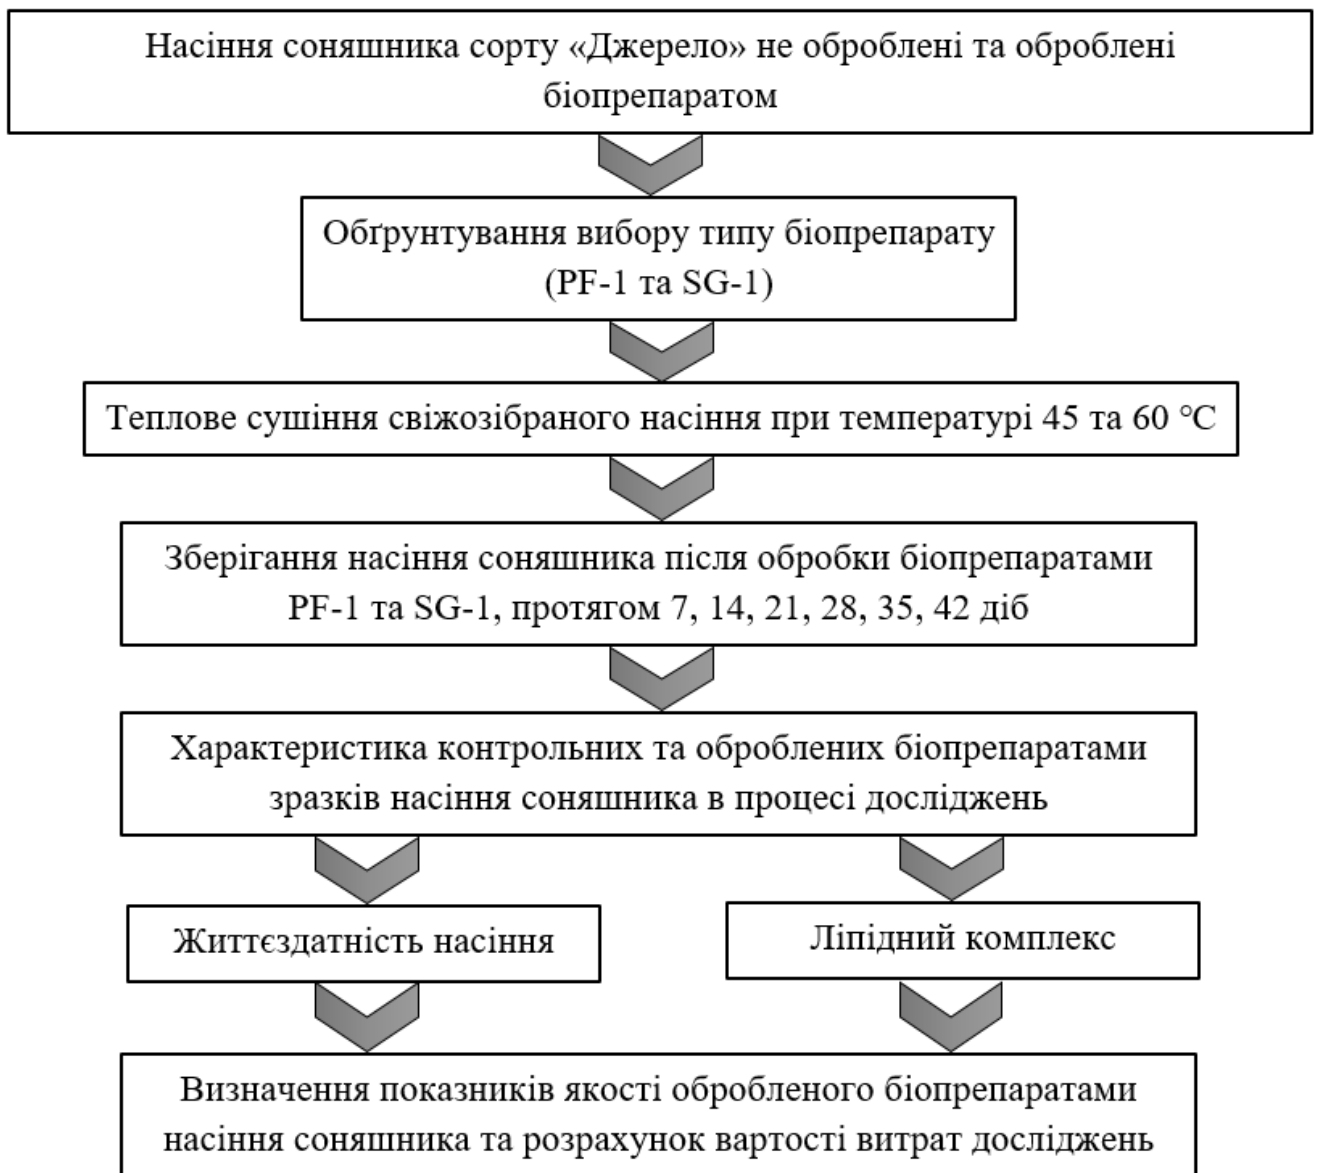 Насіння соняшника сорту «Джерело» не оброблені та оброблені
біопрепаратом
Обґрунтування вибору типу біопрепарату
(PF-1 та SG-1)
Теплове сушіння свіжозібраного насіння при температурі 45 та 60 °С
Зберігання насіння соняшника після обробки біопрепаратами
PF-1 та SG-1, протягом 7, 14, 21, 28, 35, 42 діб
Характеристика контрольних та оброблених біопрепаратами
зразків насіння соняшника в процесі досліджень
Життєздатність насіння
Ліпідний комплекс
Визначення показників якості обробленого біопрепаратами
насіння соняшника та розрахунок вартості витрат досліджень